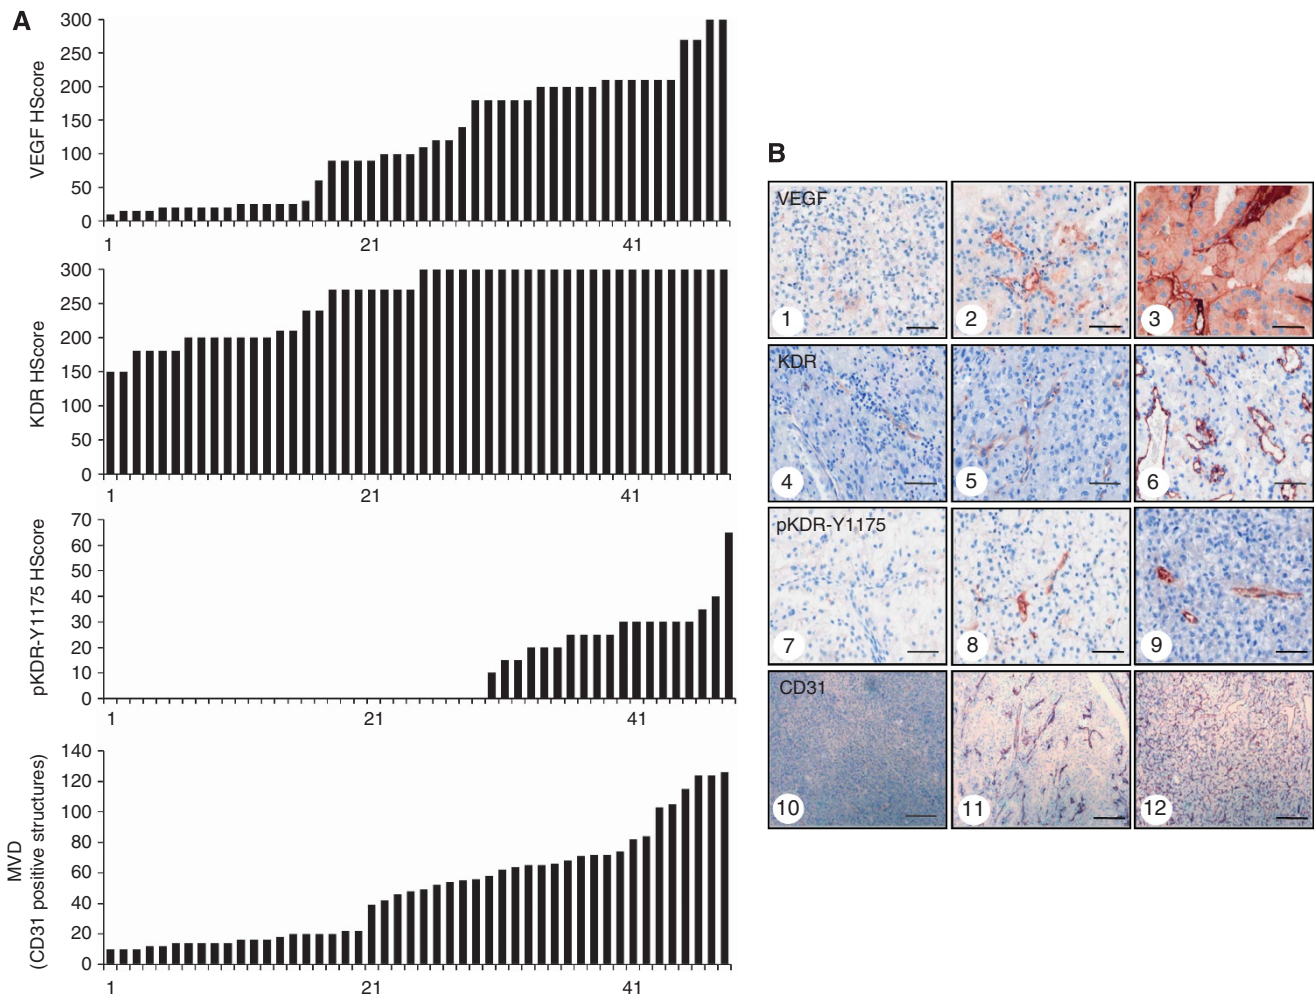 A
VEGF HScore
300
250
200
150
100
50
0
1 21 41
KDR HScore
300
250
200
150
100
50
0
1 21 41
pKDR-Y1175 HScore
70
60
50
40
30
20
10
0
1 21 41
MVD
(CD31 positive structures)
140
120
100
80
60
40
20
0
1 21 41
B
VEGF
1 2 3
KDR
4 5 6
pKDR-Y1175
7 8 9
CD31
10 11 12